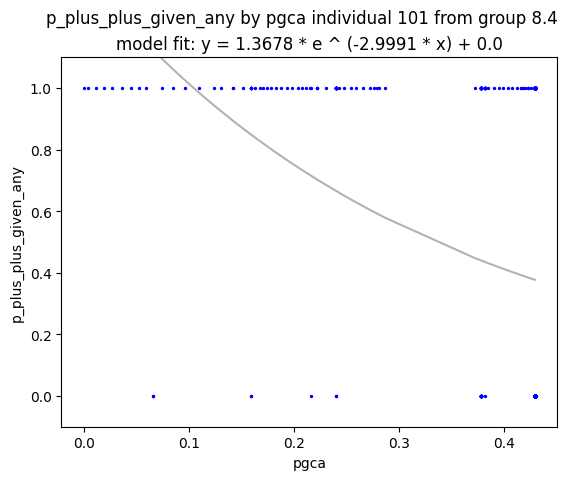 p_plus_plus_given_any by pgca individual 101 from group 8.4
model fit: y = 1.3678 * e ^ (-2.9991 * x) + 0.0
1.0
0.8
0.6
0.4
0.2
0.0
p_plus_plus_given_any
0.0 0.1 0.2 0.3 0.4
pgca